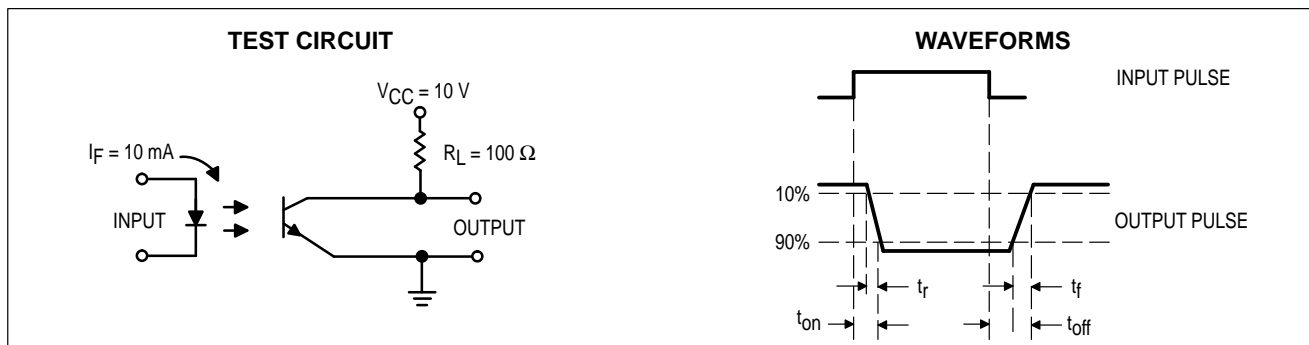 TEST CIRCUIT
VCC = 10 V
IF = 10 mA
RL = 100 Ω
INPUT
OUTPUT
WAVEFORMS
INPUT PULSE
10%
OUTPUT PULSE
90%
tr
tf
ton
toff